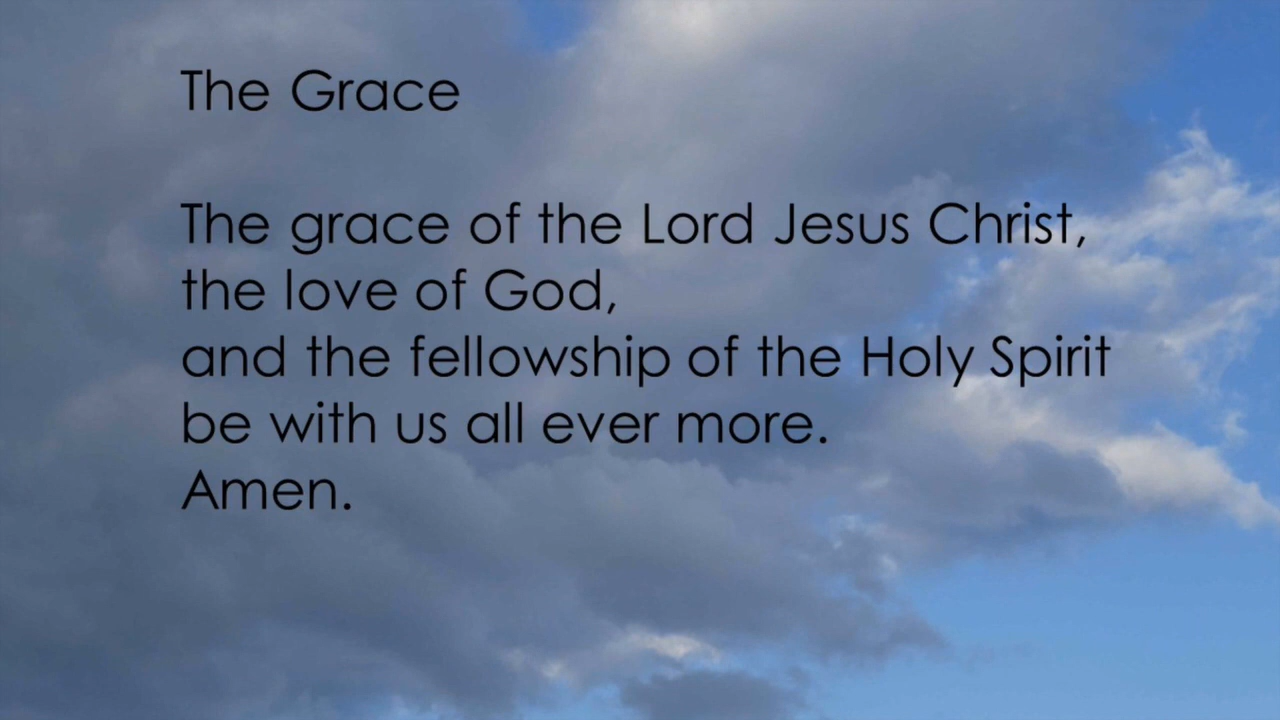 The Grace
The grace of the Lord Jesus Christ,
the love of God,
and the fellowship of the Holy Spirit
be with us all ever more.
Amen.